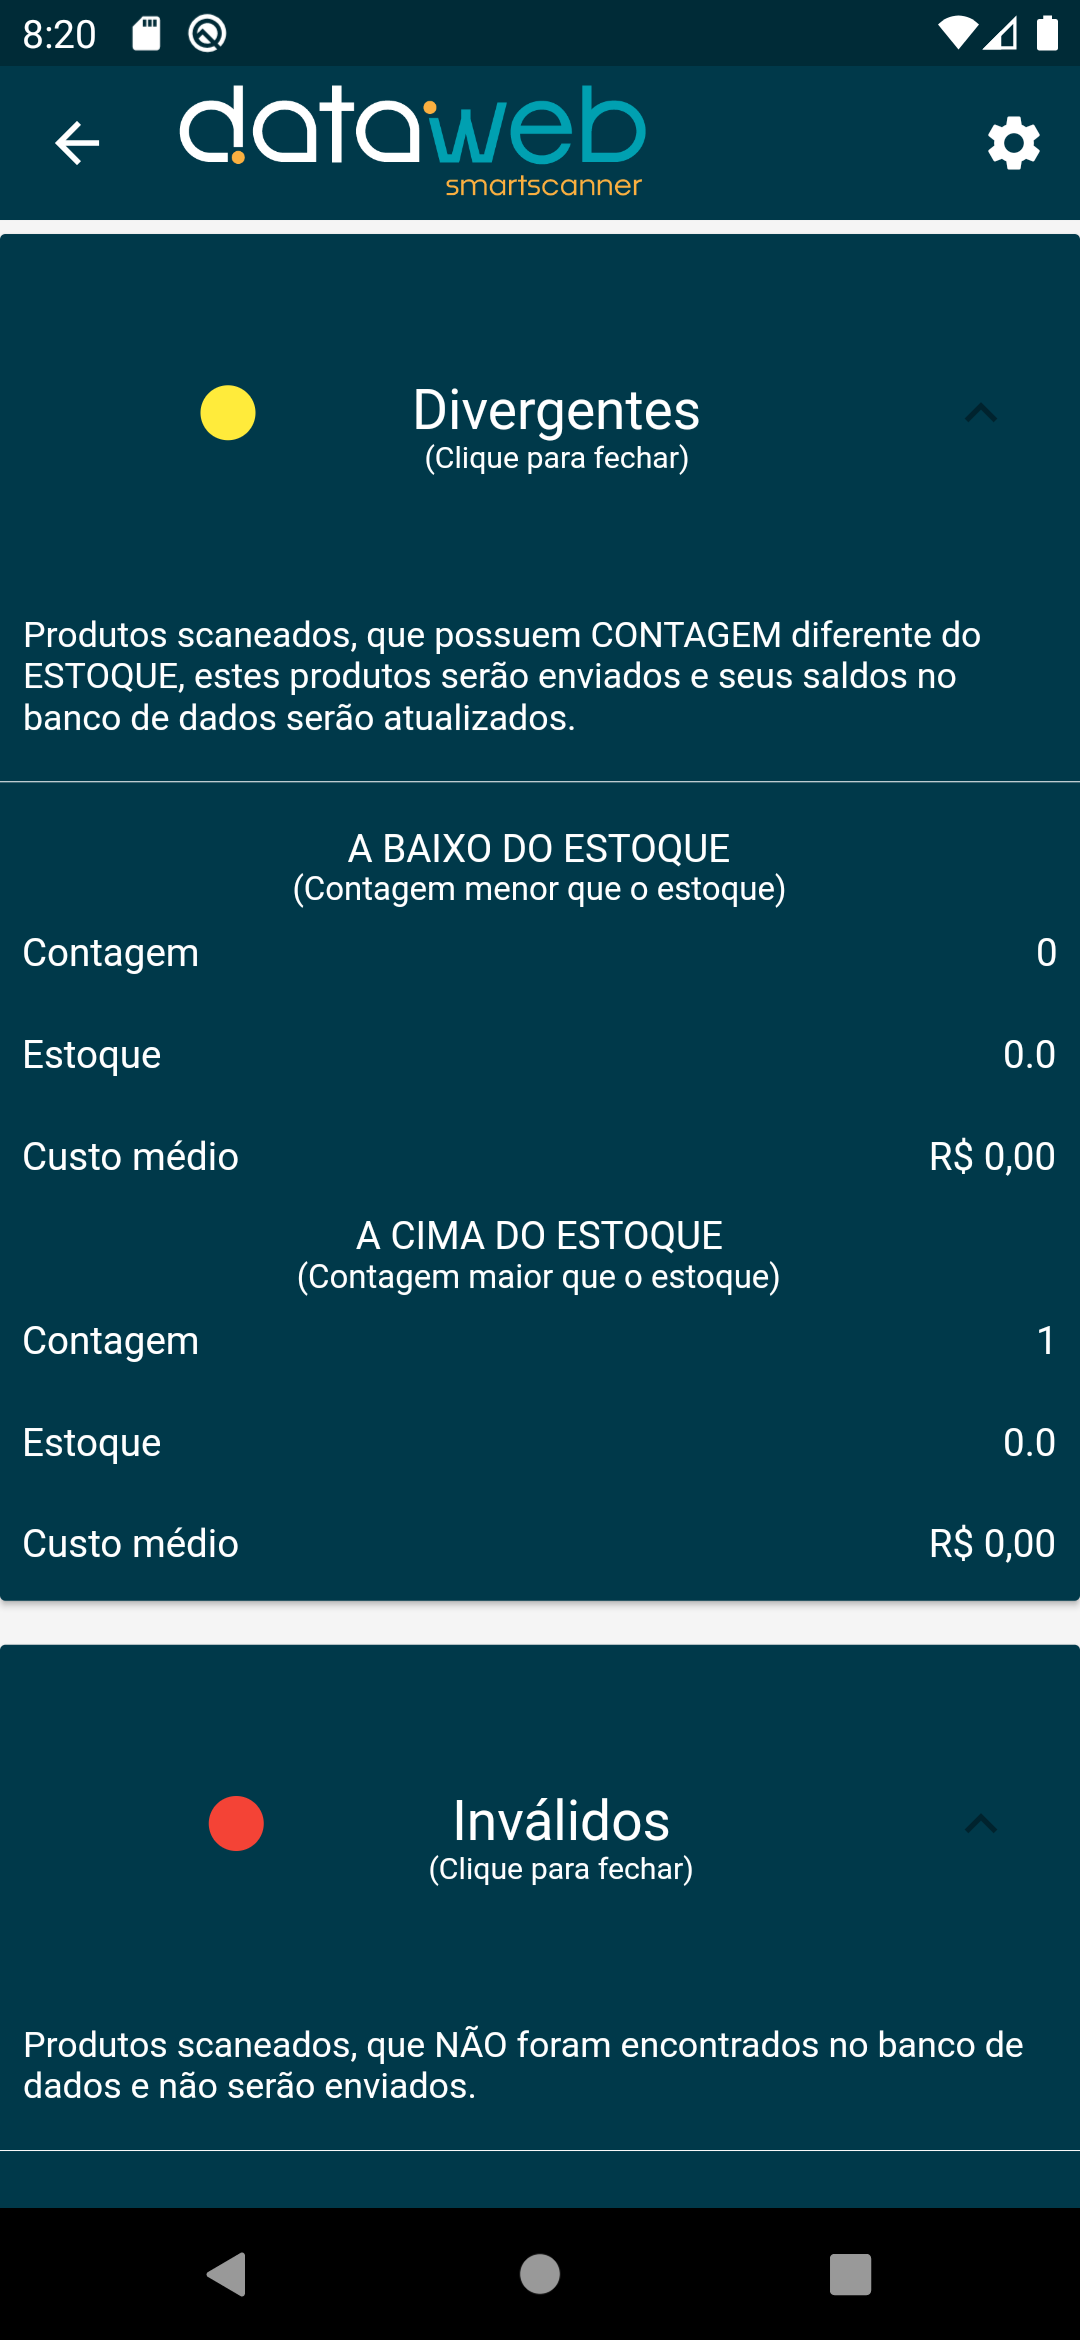 8:20
dataweb
smartscanner
Divergentes
(Clique para fechar)
Produtos scaneados, que possuem CONTAGEM diferente do
ESTOQUE, estes produtos serão enviados e seus saldos no
banco de dados serão atualizados.
A BAIXO DO ESTOQUE
(Contagem menor que o estoque)
Contagem 0
Estoque 0.0
Custo médio R$ 0,00
A CIMA DO ESTOQUE
(Contagem maior que o estoque)
Contagem 1
Estoque 0.0
Custo médio R$ 0,00
Inválidos
(Clique para fechar)
Produtos scaneados, que NÃO foram encontrados no banco de
dados e não serão enviados.